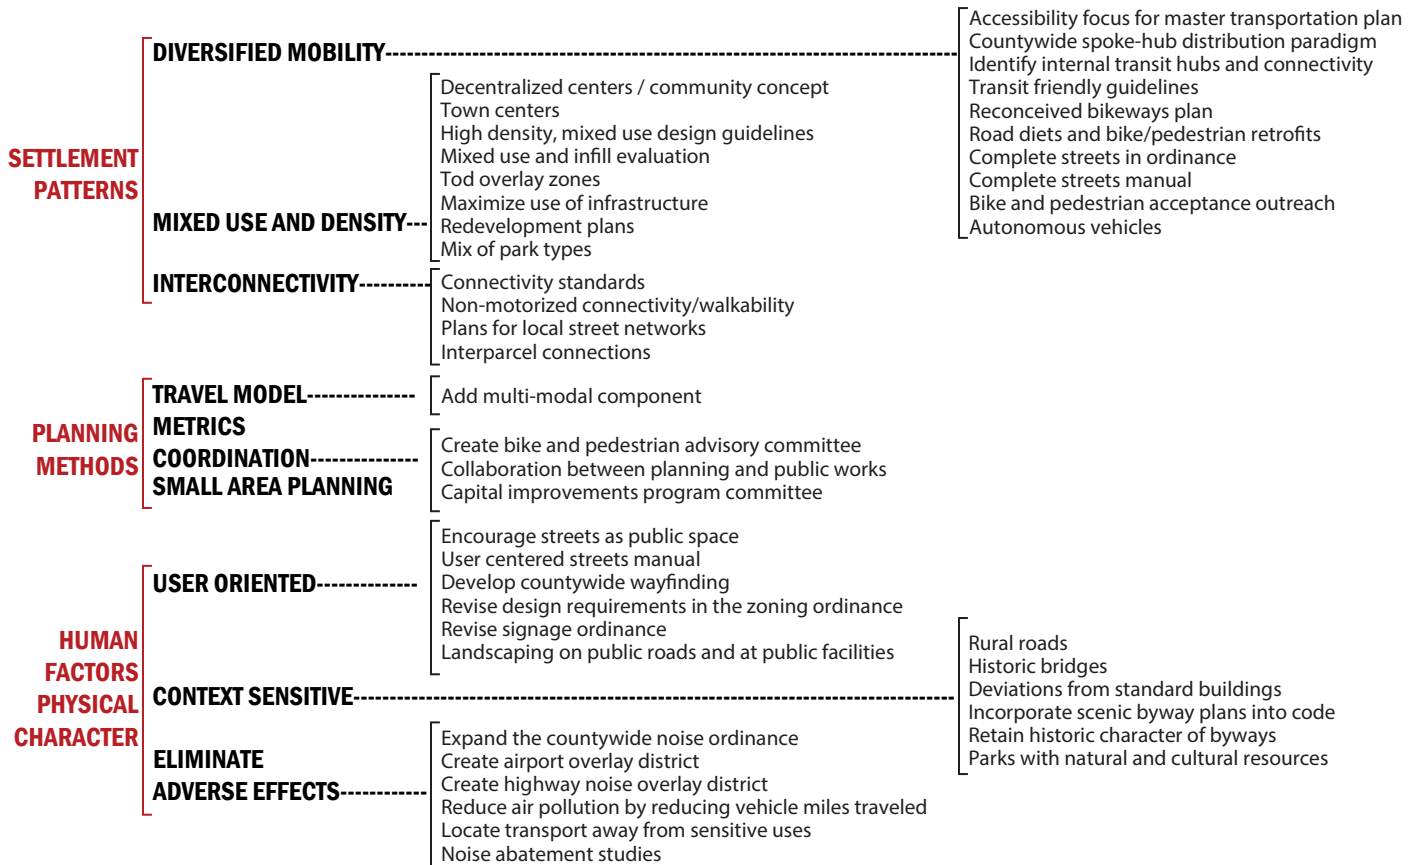 SETTLEMENT
PATTERNS
DIVERSIFIED MOBILITY
Accessibility focus for master transportation plan
Countywide spoke-hub distribution paradigm
Identify internal transit hubs and connectivity
Transit friendly guidelines
Reconceived bikeways plan
Road diets and bike/pedestrian retrofits
Complete streets in ordinance
Complete streets manual
Bike and pedestrian acceptance outreach
Autonomous vehicles
MIXED USE AND DENSITY
Decentralized centers / community concept
Town centers
High density, mixed use design guidelines
Mixed use and infill evaluation
Tod overlay zones
Maximize use of infrastructure
Redevelopment plans
Mix of park types
INTERCONNECTIVITY
Connectivity standards
Non-motorized connectivity/walkability
Plans for local street networks
Interparcel connections
PLANNING
METHODS
TRAVEL MODEL
Add multi-modal component
METRICS
COORDINATION
Create bike and pedestrian advisory committee
Collaboration between planning and public works
Capital improvements program committee
SMALL AREA PLANNING
HUMAN
FACTORS
PHYSICAL
CHARACTER
USER ORIENTED
Encourage streets as public space
User centered streets manual
Develop countywide wayfinding
Revise design requirements in the zoning ordinance
Revise signage ordinance
Landscaping on public roads and at public facilities
CONTEXT SENSITIVE
Rural roads
Historic bridges
Deviations from standard buildings
Incorporate scenic byway plans into code
Retain historic character of byways
Parks with natural and cultural resources
ELIMINATE
ADVERSE EFFECTS
Expand the countywide noise ordinance
Create airport overlay district
Create highway noise overlay district
Reduce air pollution by reducing vehicle miles traveled
Locate transport away from sensitive uses
Noise abatement studies